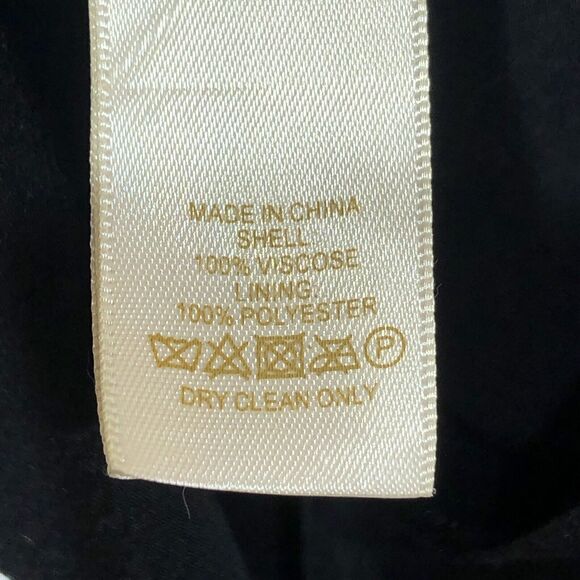 MADE IN CHINA
SHELL
100% VISCOSE
LINING
100% POLYESTER
P
DRY CLEAN ONLY